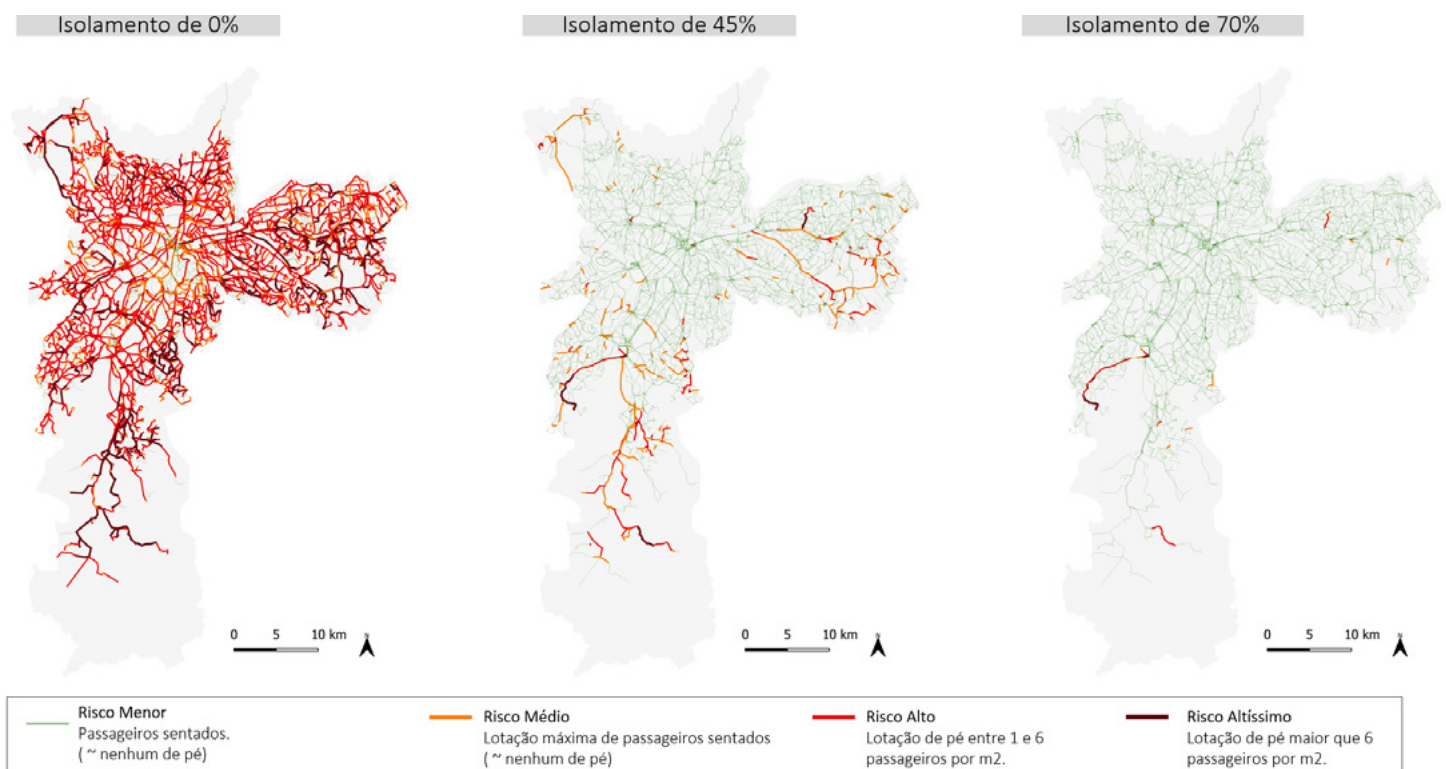 Isolamento de 0%
Isolamento de 45%
Isolamento de 70%
0 5 10 km
N
0 5 10 km
N
0 5 10 km
N
Risco Menor
Passageiros sentados.
( ~ nenhum de pé)
Risco Médio
Lotação máxima de passageiros sentados
( ~ nenhum de pé)
Risco Alto
Lotação de pé entre 1 e 6
passageiros por m2.
Risco Altíssimo
Lotação de pé maior que 6
passageiros por m2.